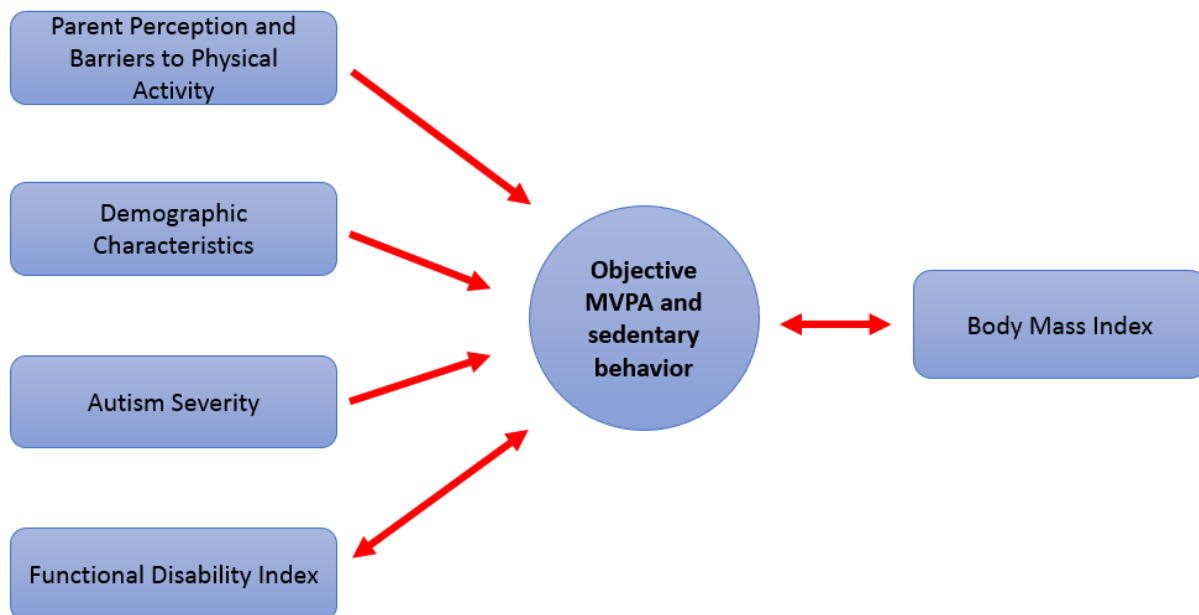 Parent Perception and
Barriers to Physical
Activity
Demographic
Characteristics
Autism Severity
Functional Disability Index
Objective
MVPA and
sedentary
behavior
Body Mass Index